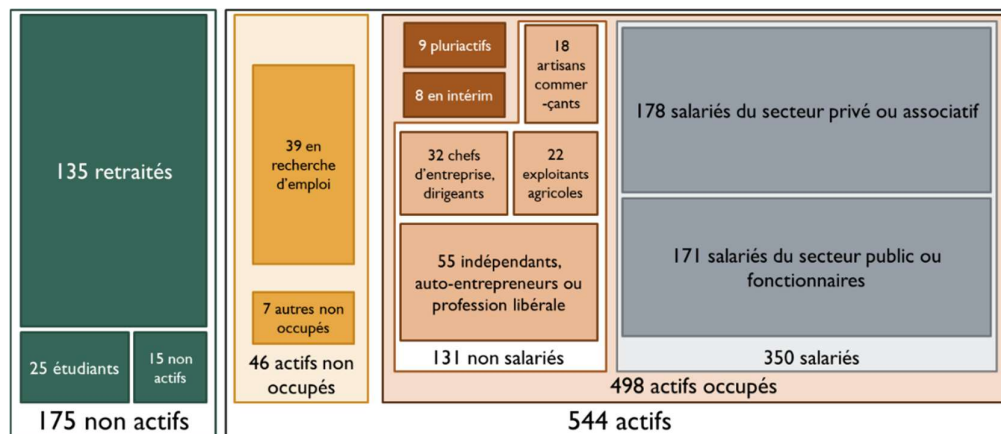 135 retraités
25 étudiants
15 non
actifs
175 non actifs
39 en
recherche
d'emploi
7 autres non
occupés
46 actifs non
occupés
9 pluriactifs
8 en intérim
18
artisans
commer
-çants
32 chefs
d'entreprise,
dirigeants
22
exploitants
agricoles
55 indépendants,
auto-entrepreneurs ou
profession libérale
131 non salariés
178 salariés du secteur privé ou associatif
171 salariés du secteur public ou
fonctionnaires
350 salariés
498 actifs occupés
544 actifs